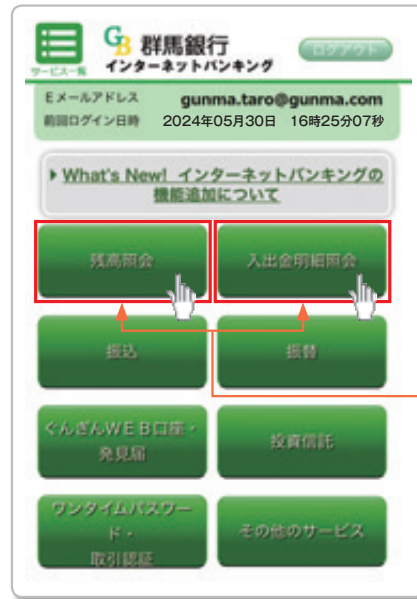 サービス一覧
GB 群馬銀行
インターネットバンキング
ログアウト
Eメールアドレス gunma.taro@gunma.com
前回ログイン日時 2024年05月30日 16時25分07秒
What's New! インターネットバンキングの
機能追加について
残高照会
入出金明細照会
振込
振替
ぐんぎんWEB口座・
発見届
投資信託
ワンタイムパスワー
ド・
取引認証
その他のサービス